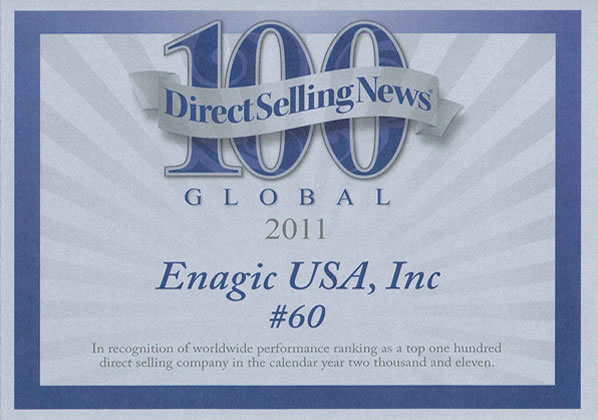 100
DirectSellingNews®
GLOBAL
2011
Enagic USA, Inc
#60
In recognition of worldwide performance ranking as a top one hundred
direct selling company in the calendar year two thousand and eleven.